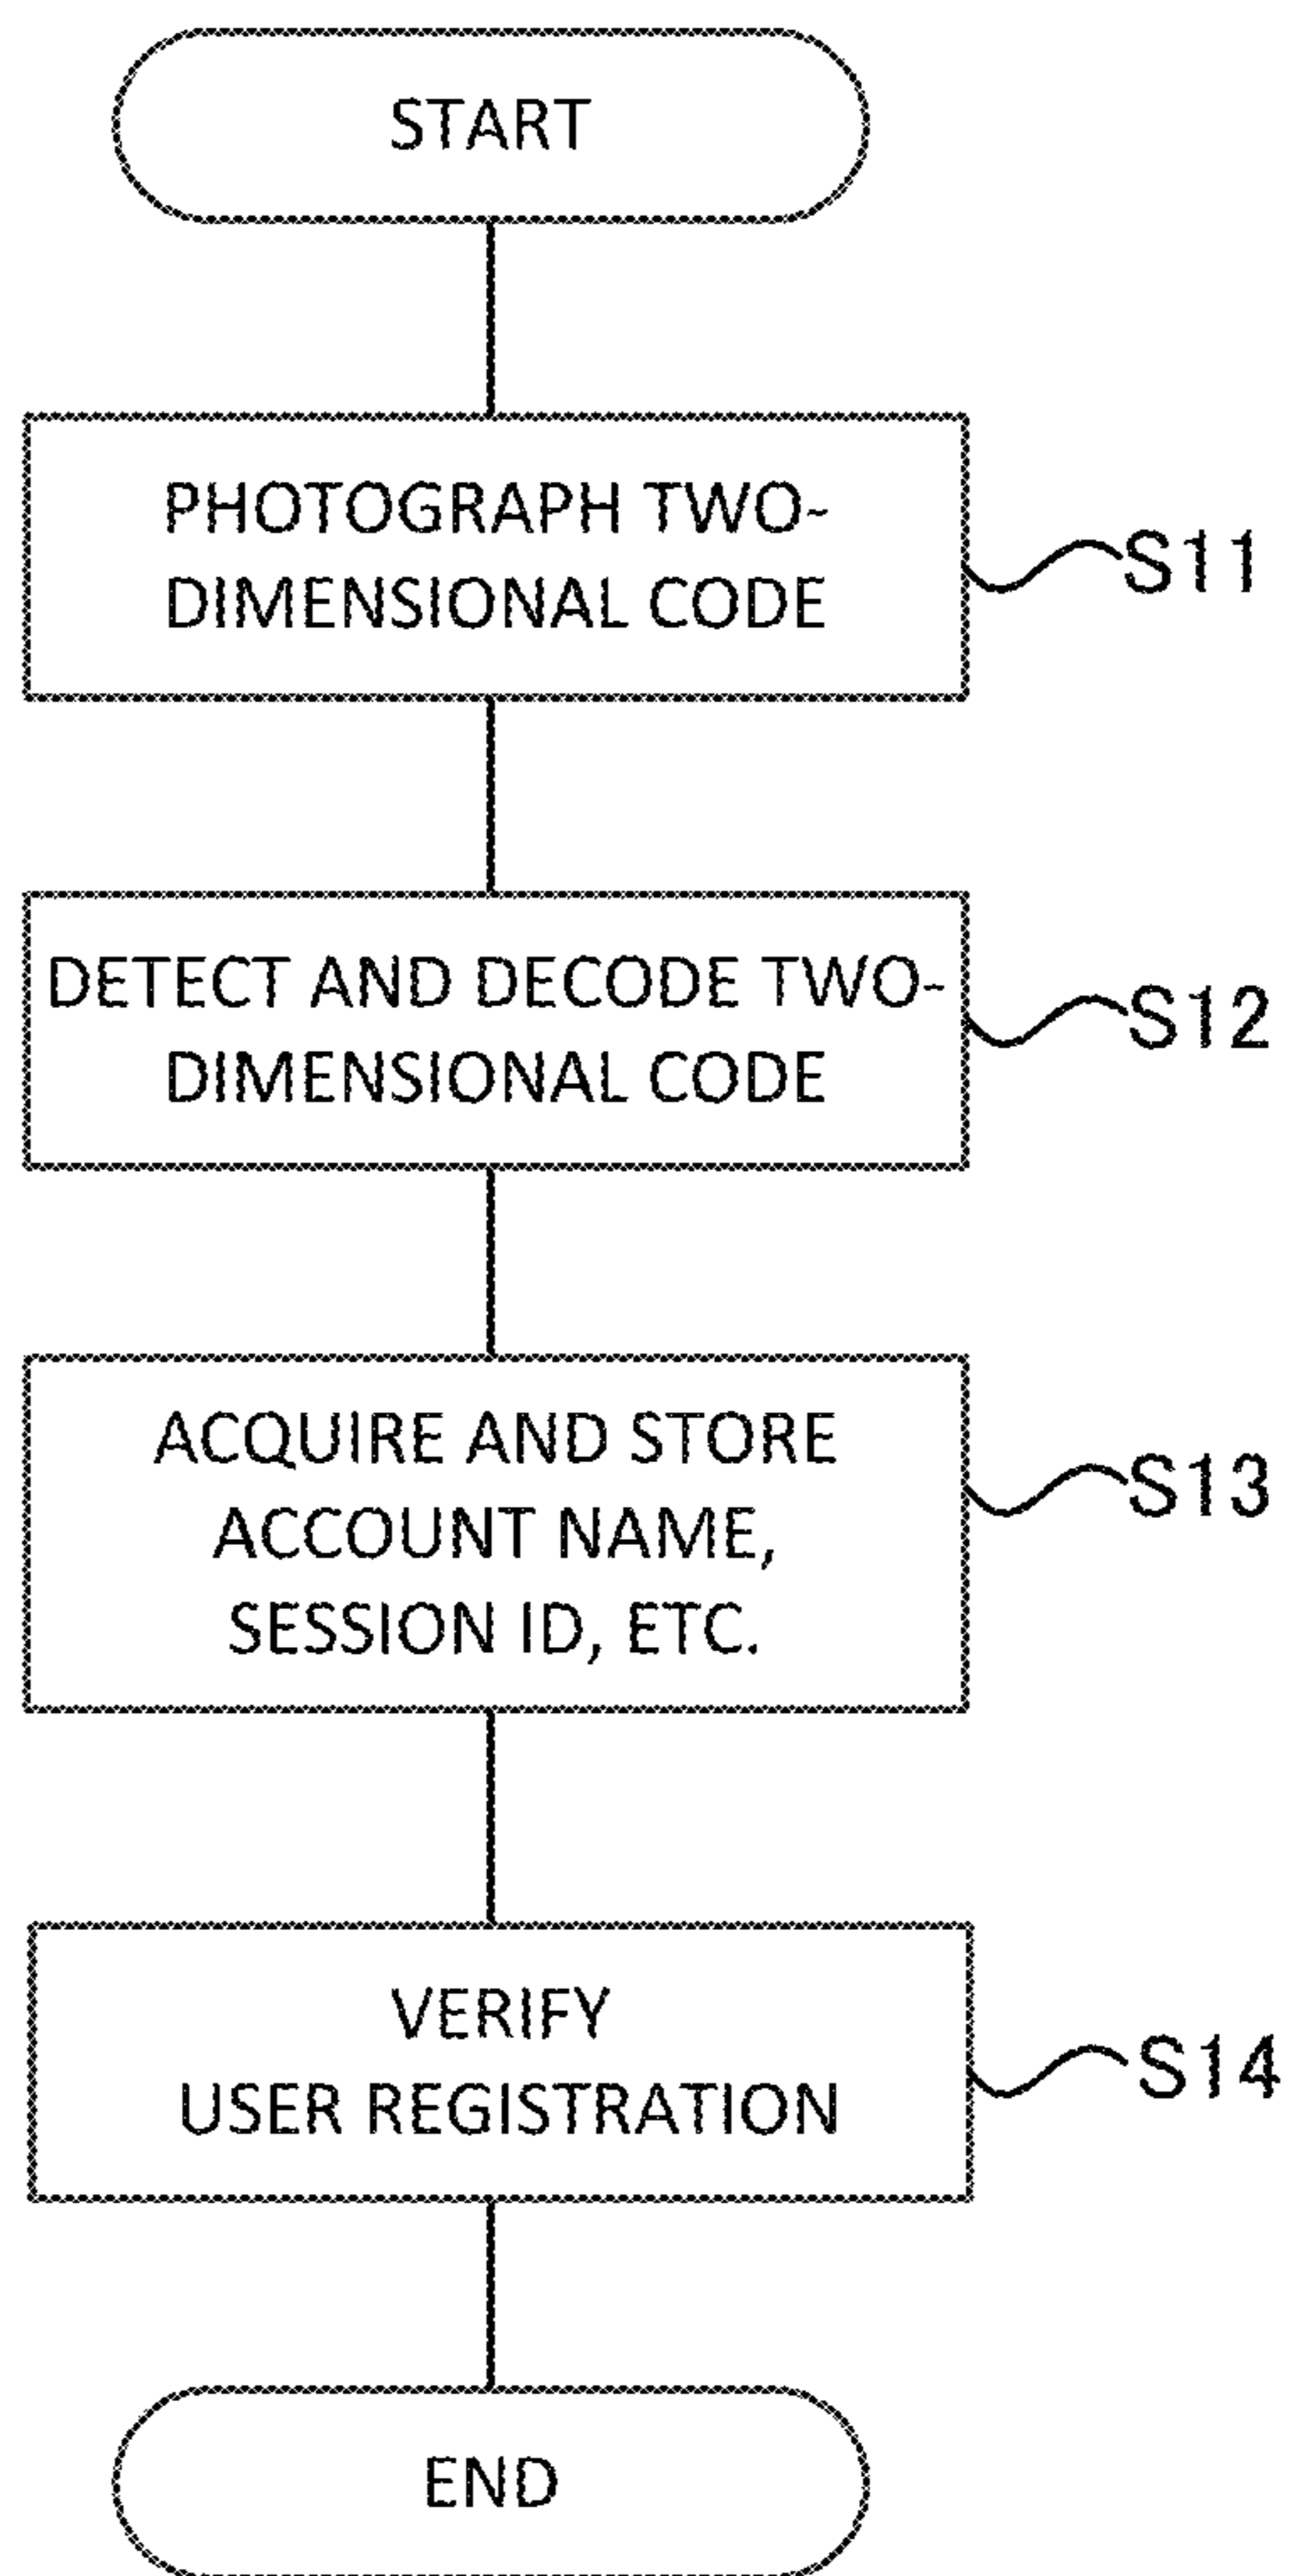 START
PHOTOGRAPH TWO-
DIMENSIONAL CODE
S11
DETECT AND DECODE TWO-
DIMENSIONAL CODE
S12
ACQUIRE AND STORE
ACCOUNT NAME,
SESSION ID, ETC.
S13
VERIFY
USER REGISTRATION
S14
END